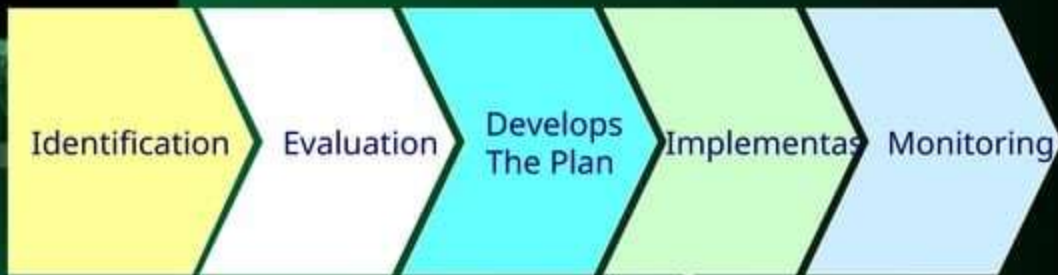 Identification
Evaluation
Develops
The Plan
Implementas
Monitoring